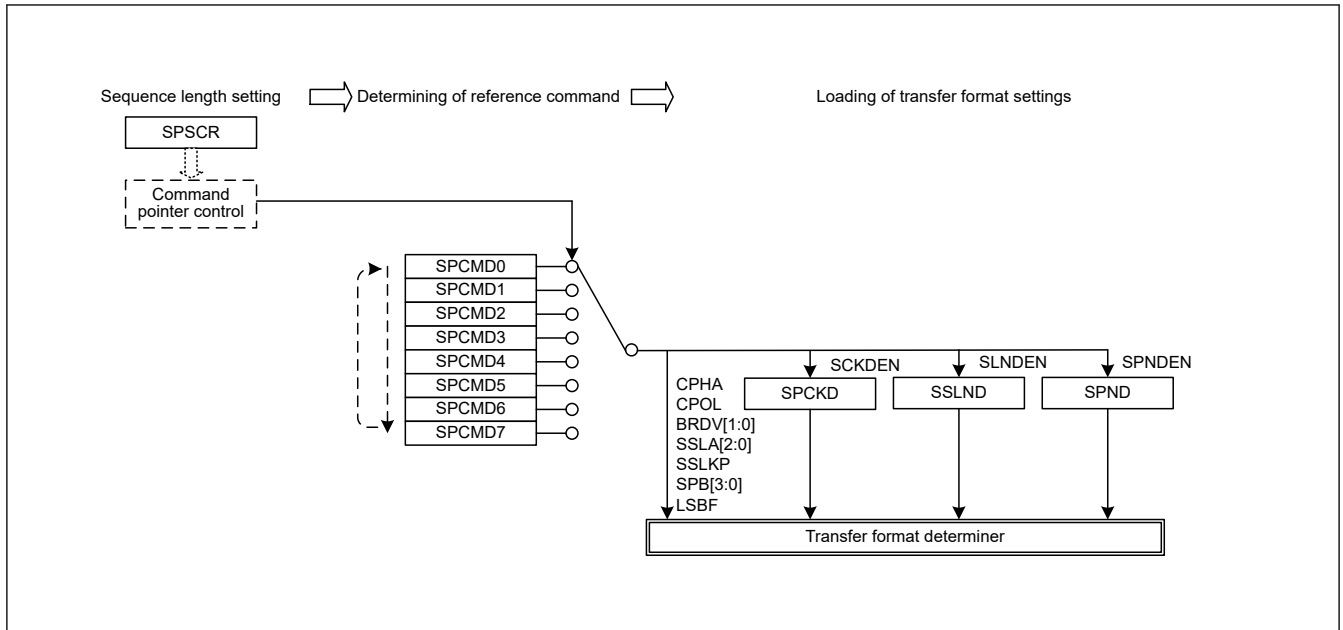 Sequence length setting
Determining of reference command
Loading of transfer format settings
SPSCR
Command
pointer control
SPCMD0
SPCMD1
SPCMD2
SPCMD3
SPCMD4
SPCMD5
SPCMD6
SPCMD7
CPHA
CPOL
BRDV[1:0]
SSLA[2:0]
SSLKP
SPB[3:0]
LSBF
SCKDEN
SPCKD
SLNDEN
SSLND
SPNDEN
SPND
Transfer format determiner